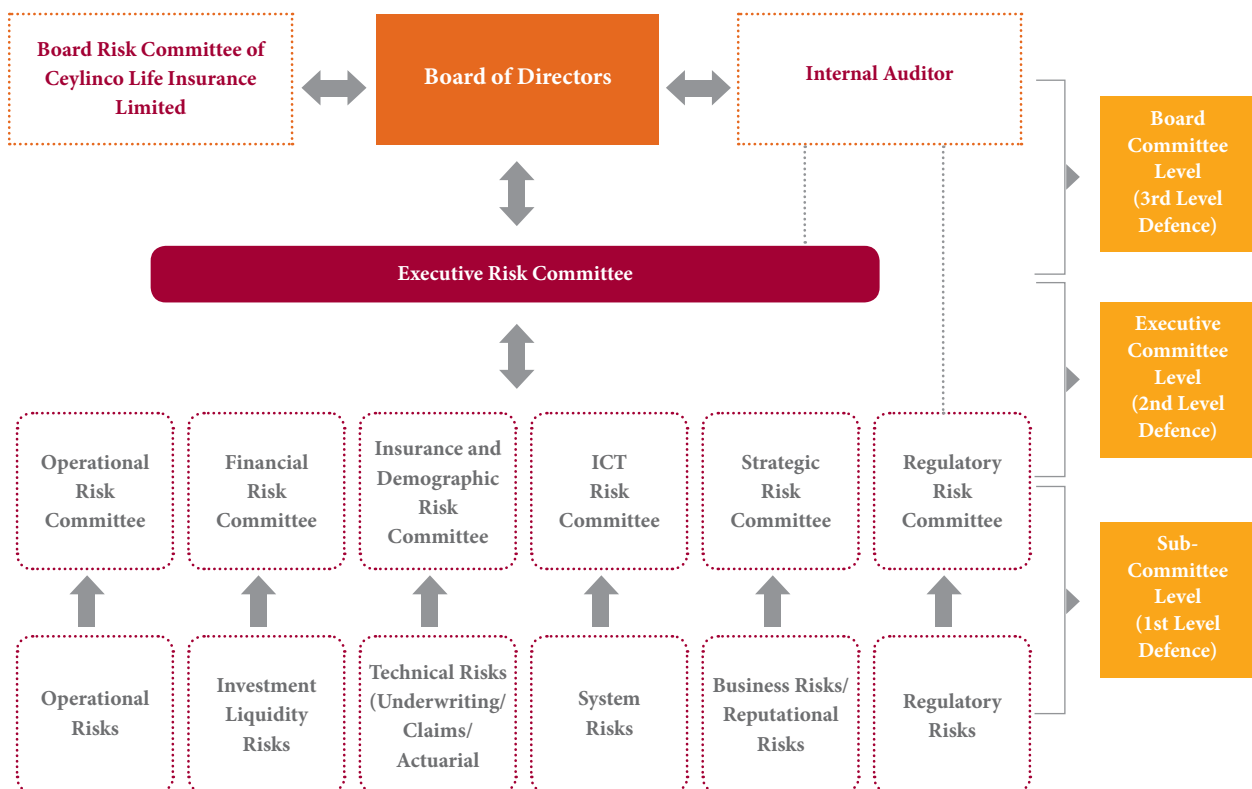 Board Risk Committee of
Ceylinco Life Insurance
Limited
Board of Directors
Internal Auditor
Board
Committee
Level
(3rd Level
Defence)
Executive Risk Committee
Executive
Committee
Level
(2nd Level
Defence)
Operational
Risk
Committee
Financial
Risk
Committee
Insurance and
Demographic
Risk
Committee
ICT
Risk
Committee
Strategic
Risk
Committee
Regulatory
Risk
Committee
Sub-
Committee
Level
(1st Level
Defence)
Operational
Risks
Investment
Liquidity
Risks
Technical Risks
(Underwriting/
Claims/
Actuarial
System
Risks
Business Risks/
Reputational
Risks
Regulatory
Risks